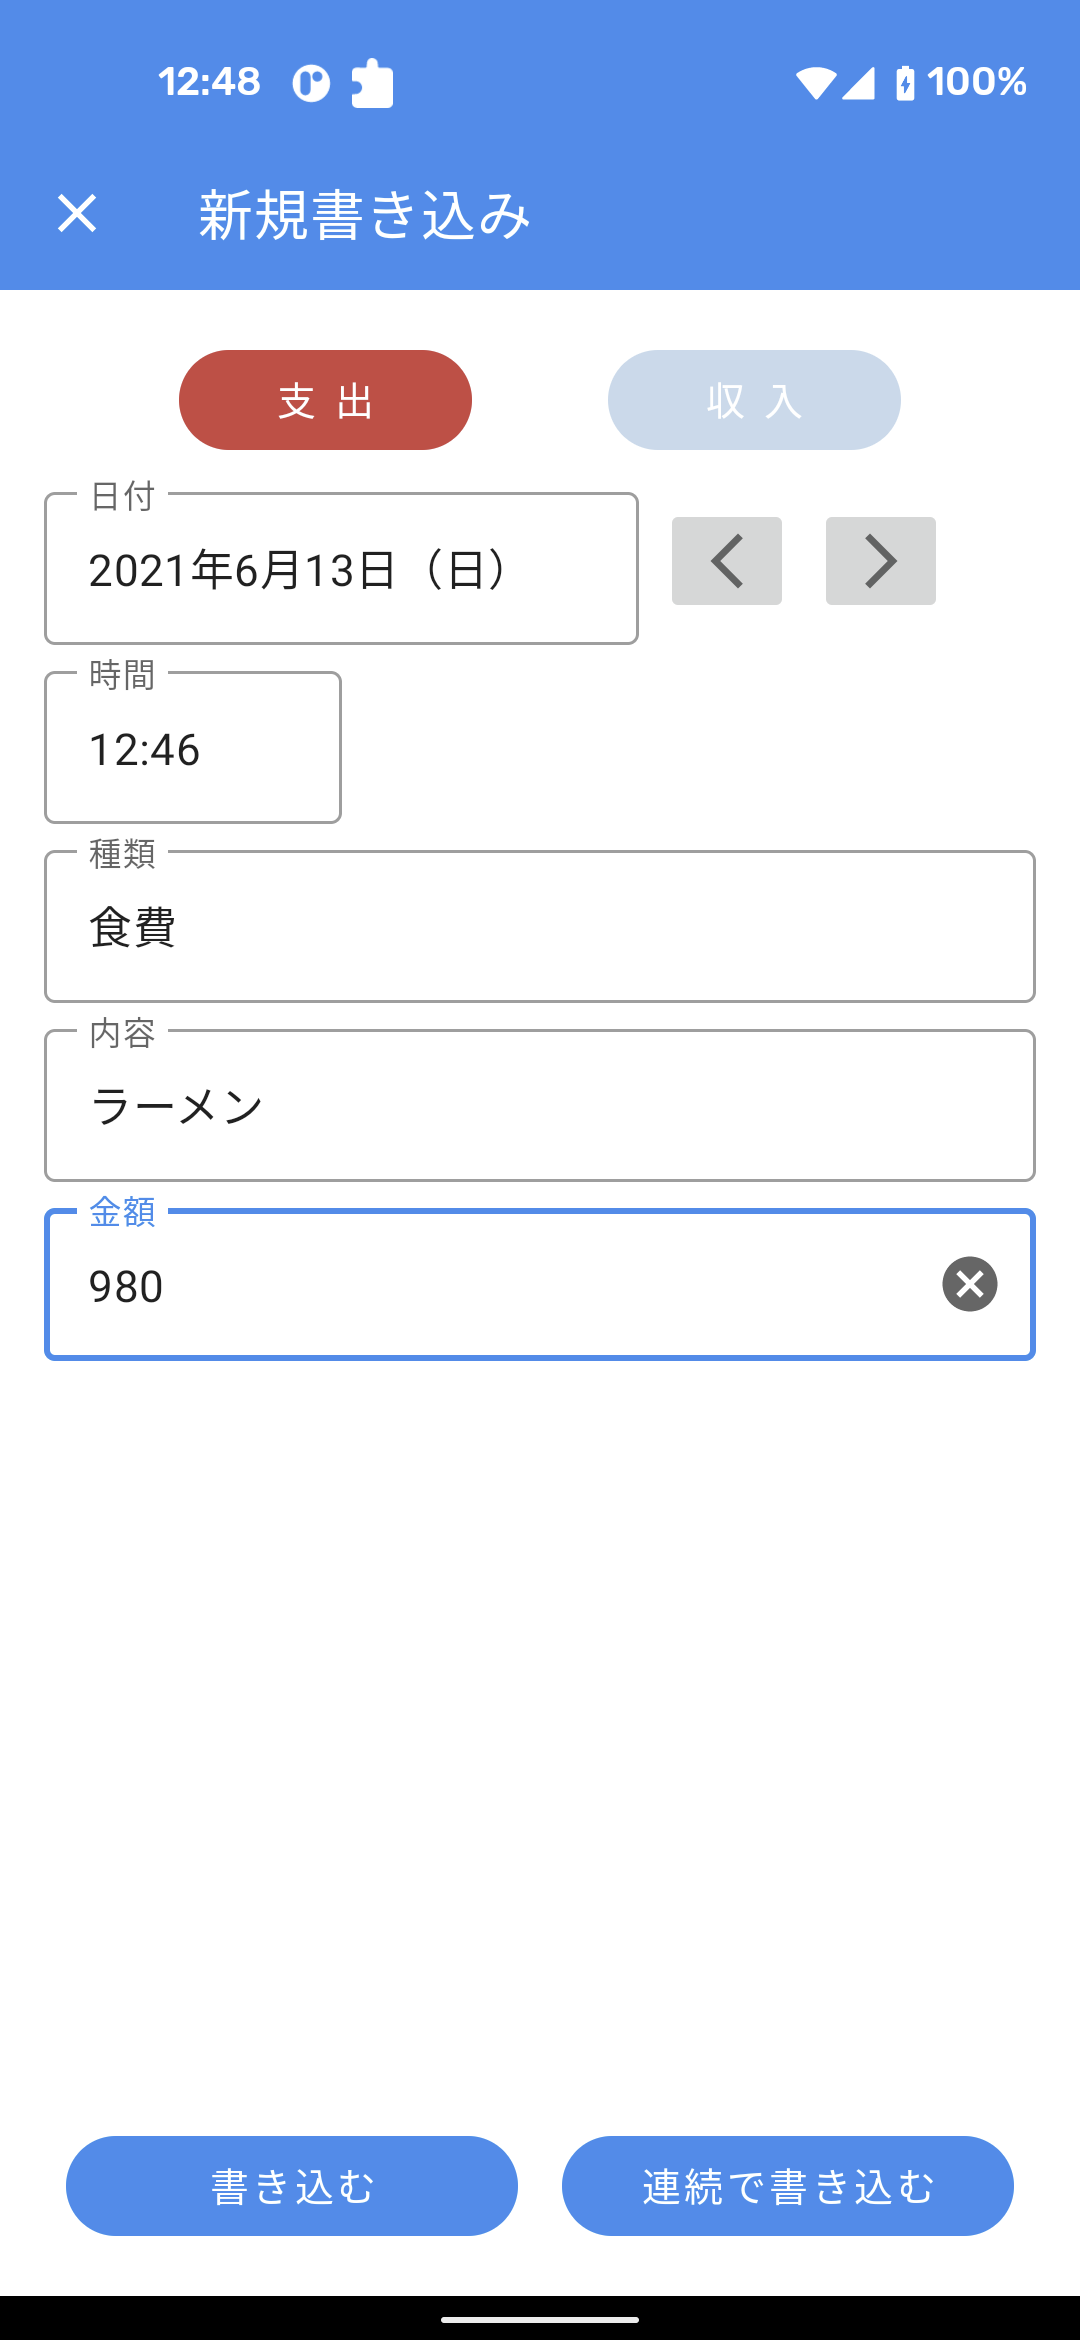 12:48 100%
新規書き込み
支出 収入
日付
2021年6月13日（日）
時間
12:46
種類
食費
内容
ラーメン
金額
980
書き込む 連続で書き込む